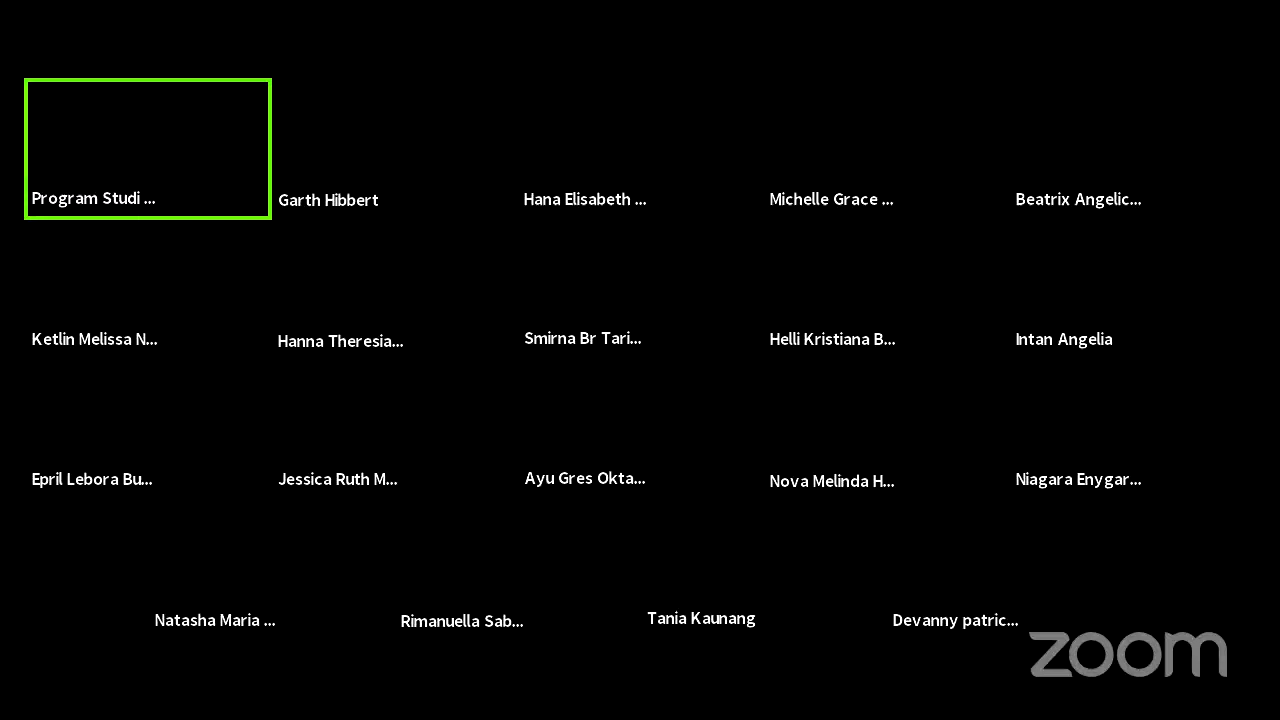 Program Studi ...
Garth Hibbert
Hana Elisabeth ...
Michelle Grace ...
Beatrix Angelic...
Ketlin Melissa N...
Hanna Theresia...
Smirna Br Tari...
Helli Kristiana B...
Intan Angelia
Epril Lebora Bu...
Jessica Ruth M...
Ayu Gres Okta...
Nova Melinda H...
Niagara Enygar...
Natasha Maria ...
Rimanuella Sab...
Tania Kaunang
Devanny patric...
zoom